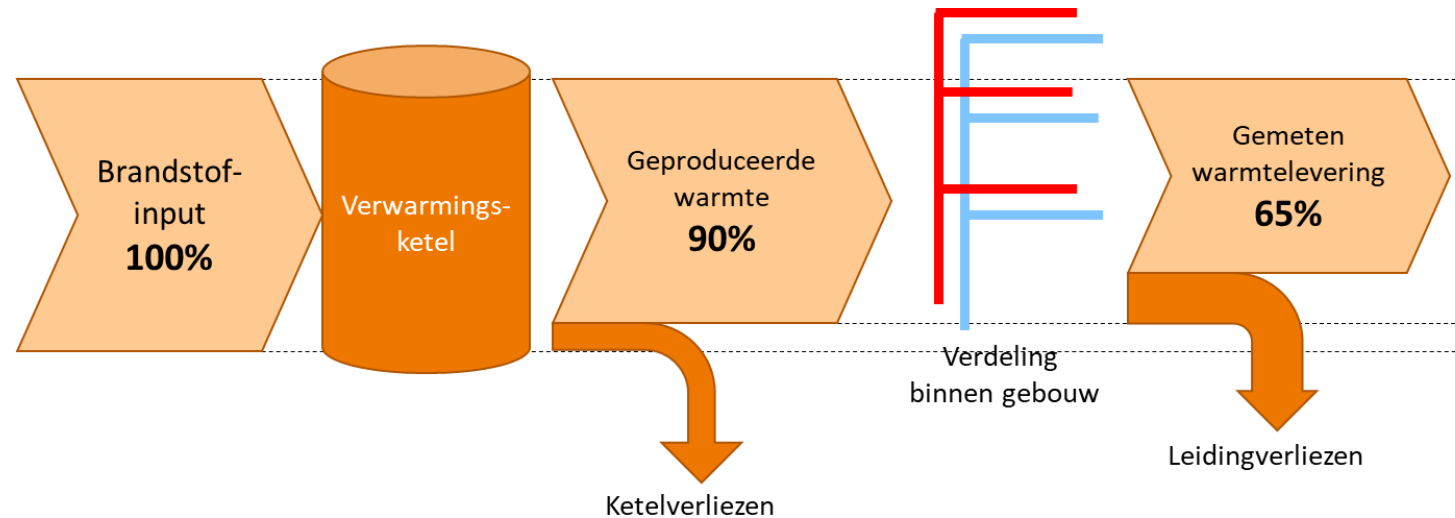 Brandstof-
input
100%
Verwarmings-
ketel
Geproduceerde
warmte
90%
Verdeling
binnen gebouw
Gemeten
warmtelevering
65%
Ketelverliezen
Leidingverliezen